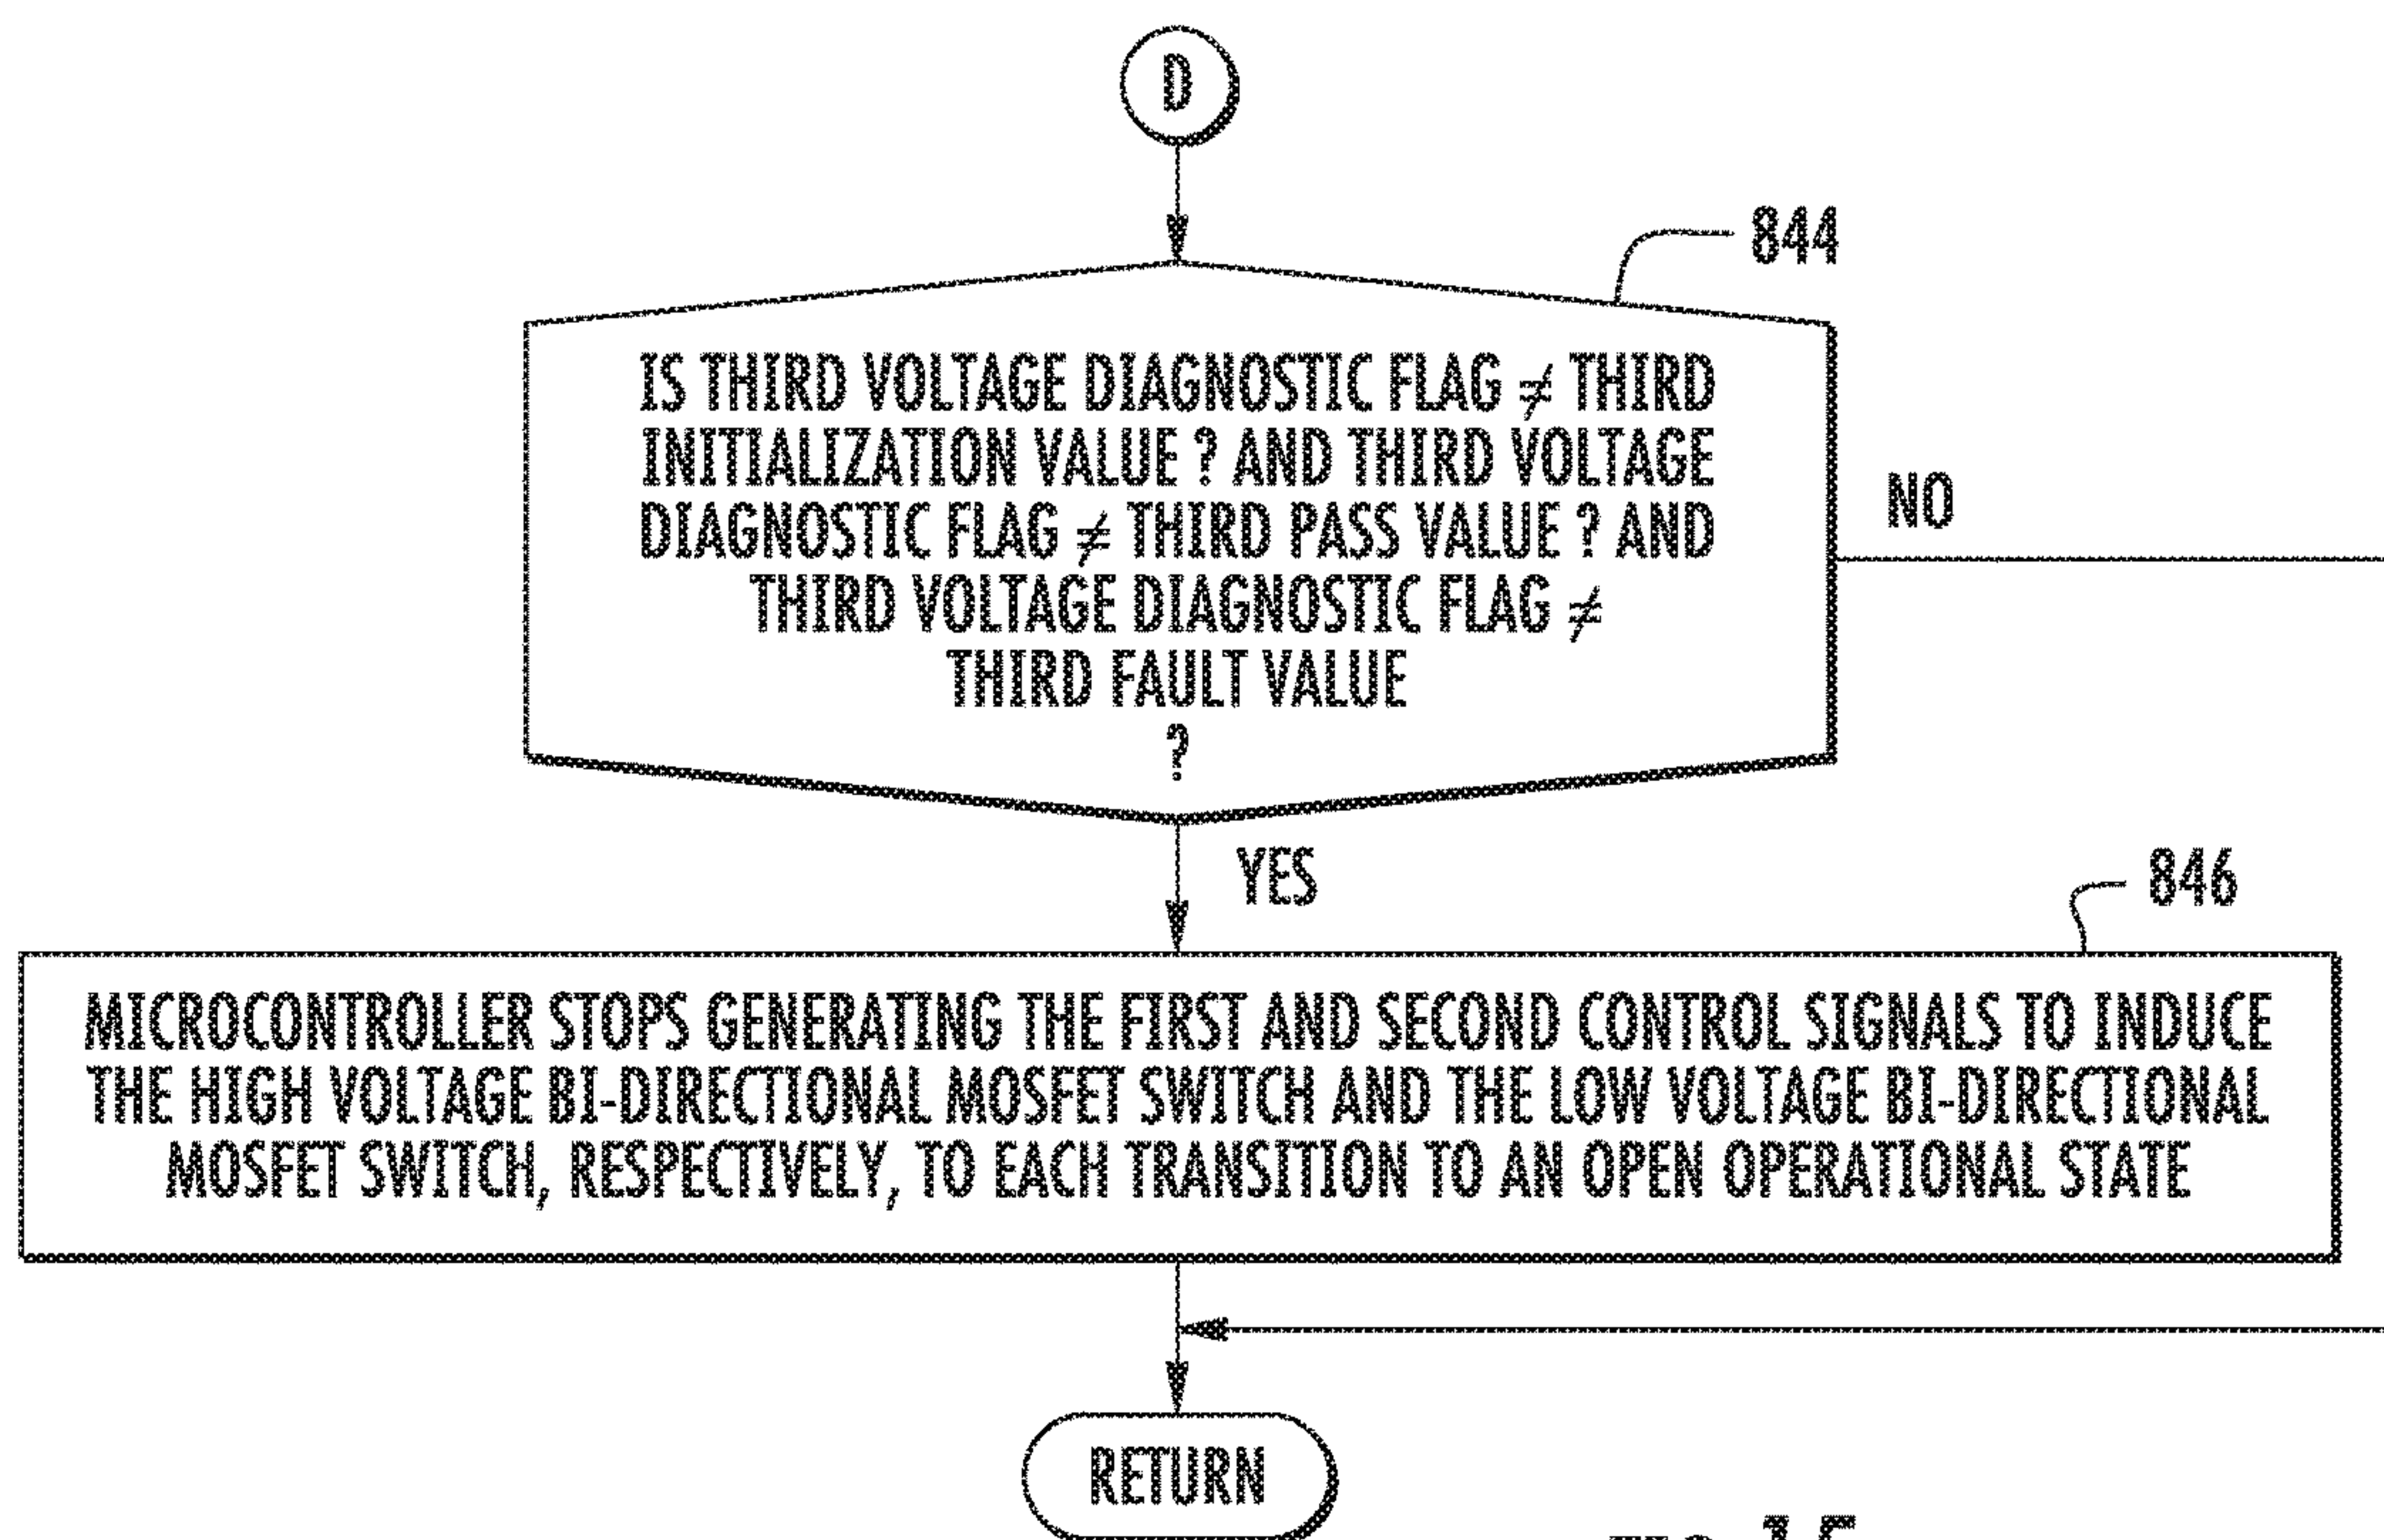 D
844
IS THIRD VOLTAGE DIAGNOSTIC FLAG ≠ THIRD
INITIALIZATION VALUE ? AND THIRD VOLTAGE
DIAGNOSTIC FLAG ≠ THIRD PASS VALUE ? AND
THIRD VOLTAGE DIAGNOSTIC FLAG ≠
THIRD FAULT VALUE
?
NO
YES
846
MICROCONTROLLER STOPS GENERATING THE FIRST AND SECOND CONTROL SIGNALS TO INDUCE
THE HIGH VOLTAGE BI-DIRECTIONAL MOSFET SWITCH AND THE LOW VOLTAGE BI-DIRECTIONAL
MOSFET SWITCH, RESPECTIVELY, TO EACH TRANSITION TO AN OPEN OPERATIONAL STATE
RETURN